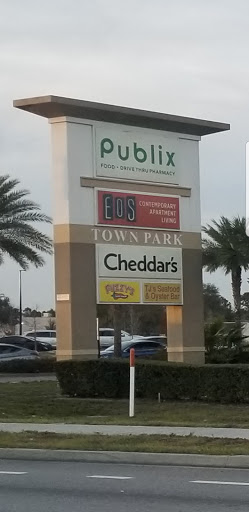 Publix
FOOD • DRIVE THRU PHARMACY
EOS
CONTEMPORARY
APARTMENT
LIVING
TOWN PARK
Cheddar's
TJ's Seafood
& Oyster Bar